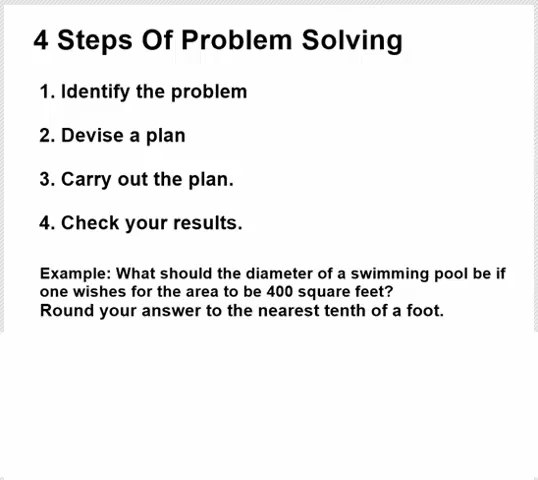 4 Steps Of Problem Solving
1. Identify the problem
2. Devise a plan
3. Carry out the plan.
4. Check your results.
Example: What should the diameter of a swimming pool be if
one wishes for the area to be 400 square feet?
Round your answer to the nearest tenth of a foot.